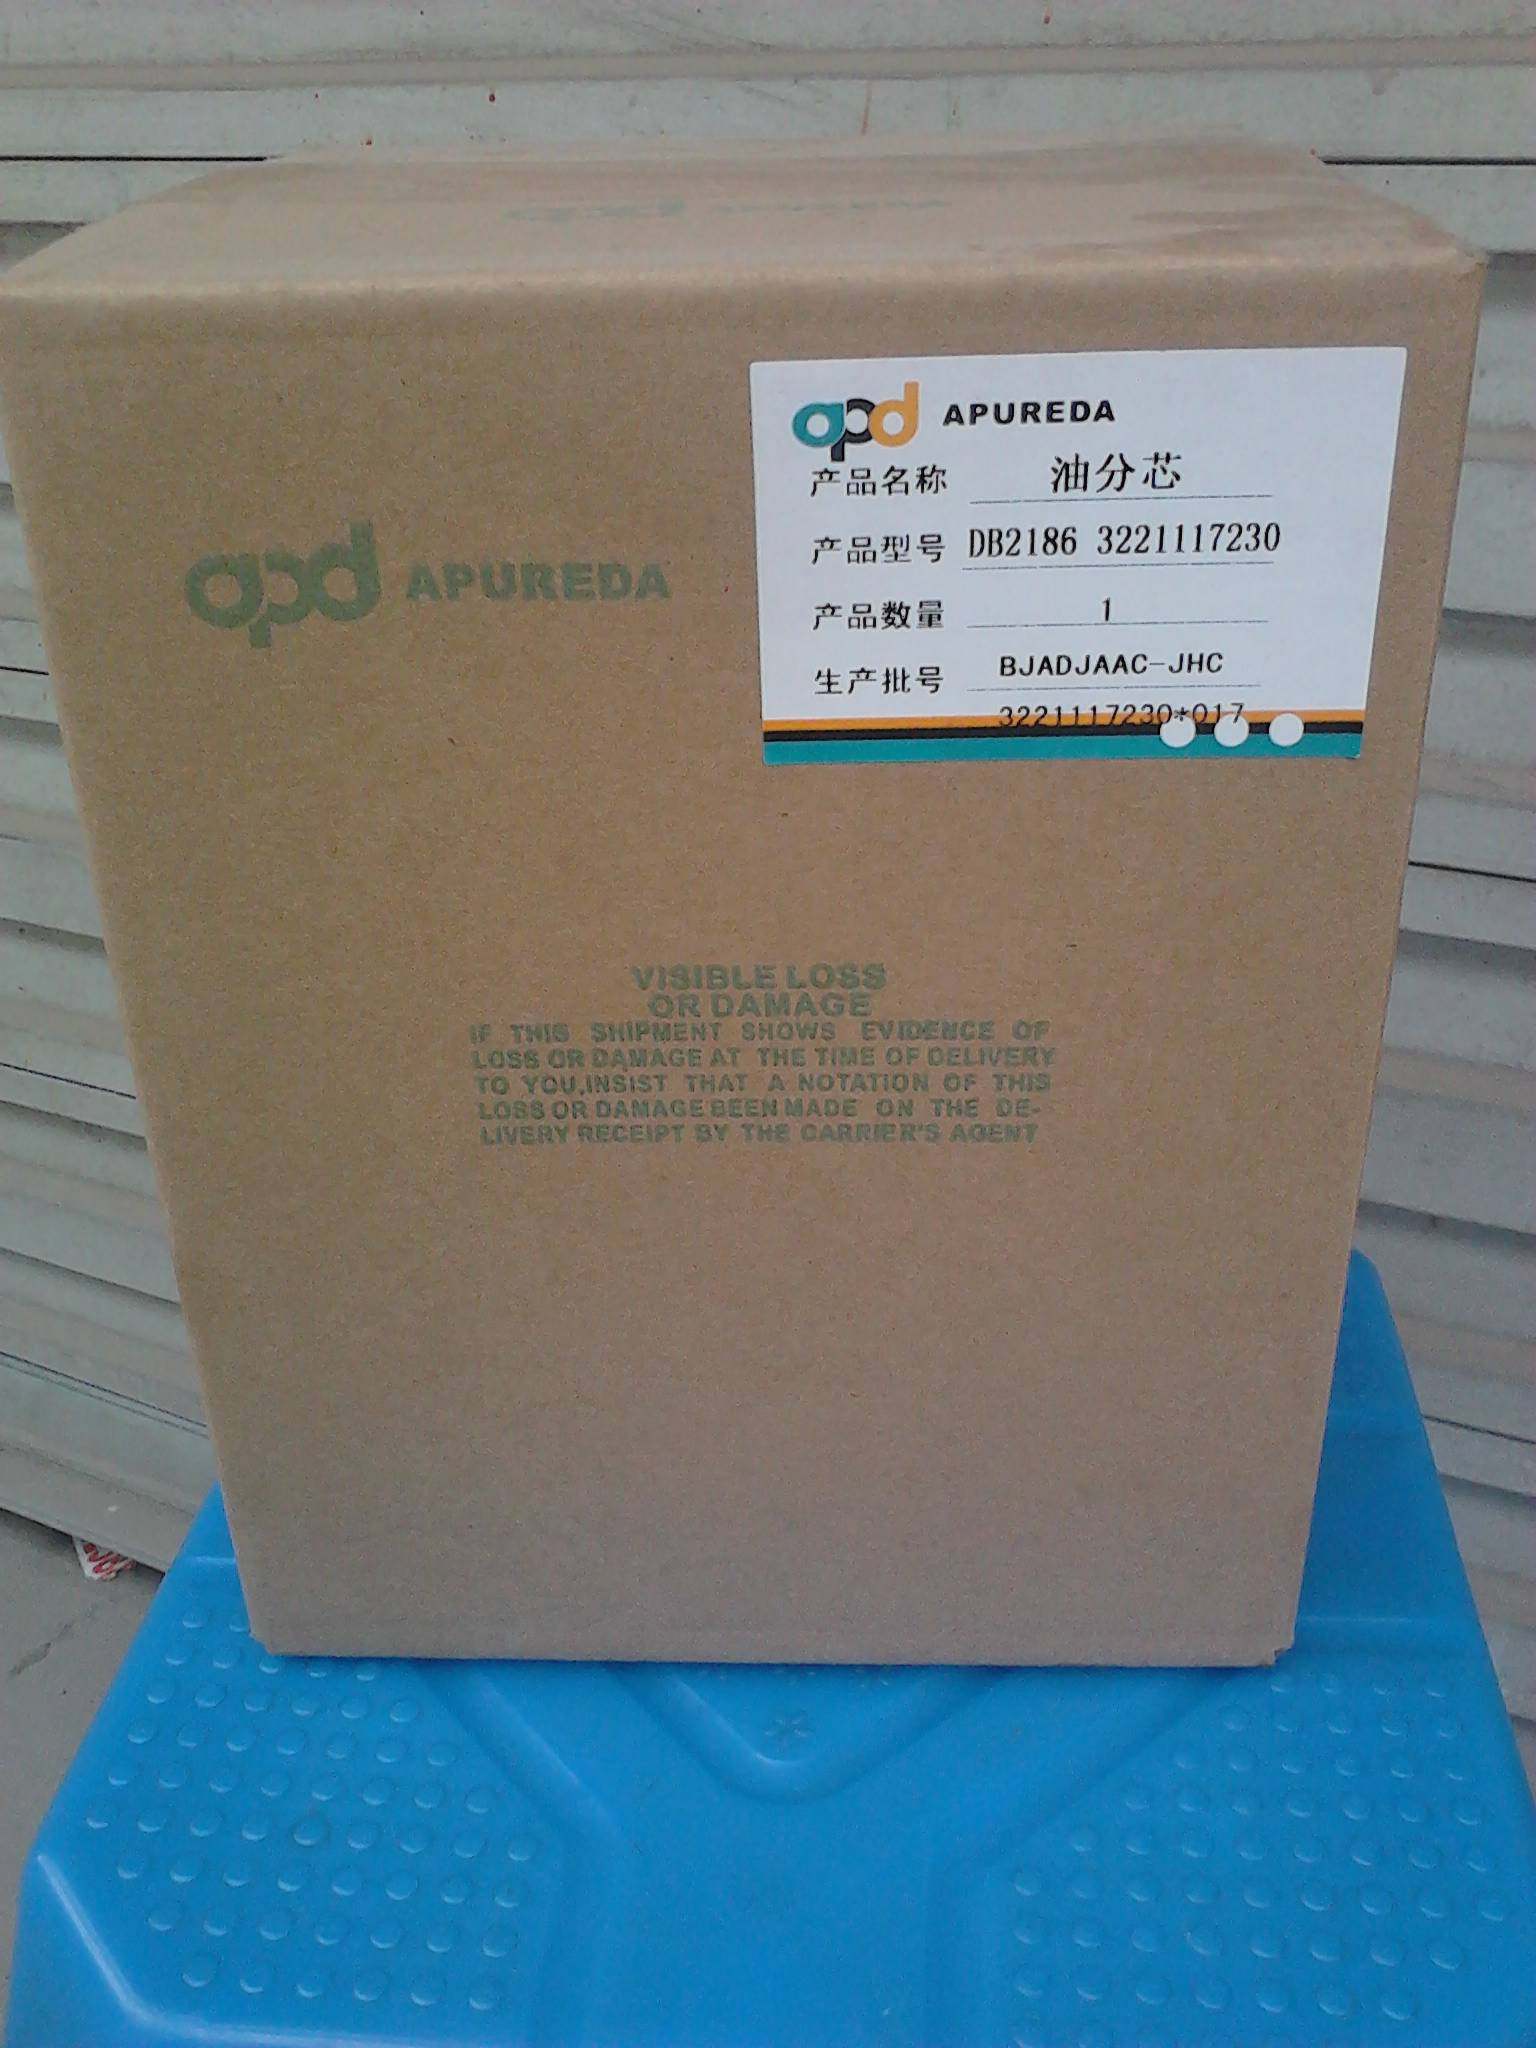 apd APUREDA
产品名称 油分芯
产品型号 DB2186 3221117230
产品数量 1
生产批号 BJADJAAC-JHC
3221117230*017
apd APUREDA
VISIBLE LOSS
OR DAMAGE
IF THIS SHIPMENT SHOWS EVIDENCE OF
LOSS OR DAMAGE AT THE TIME OF DELIVERY
TO YOU,INSIST THAT A NOTATION OF THIS
LOSS OR DAMAGE BEEN MADE ON THE DE-
LIVERY RECEIPT BY THE CARRIER'S AGENT